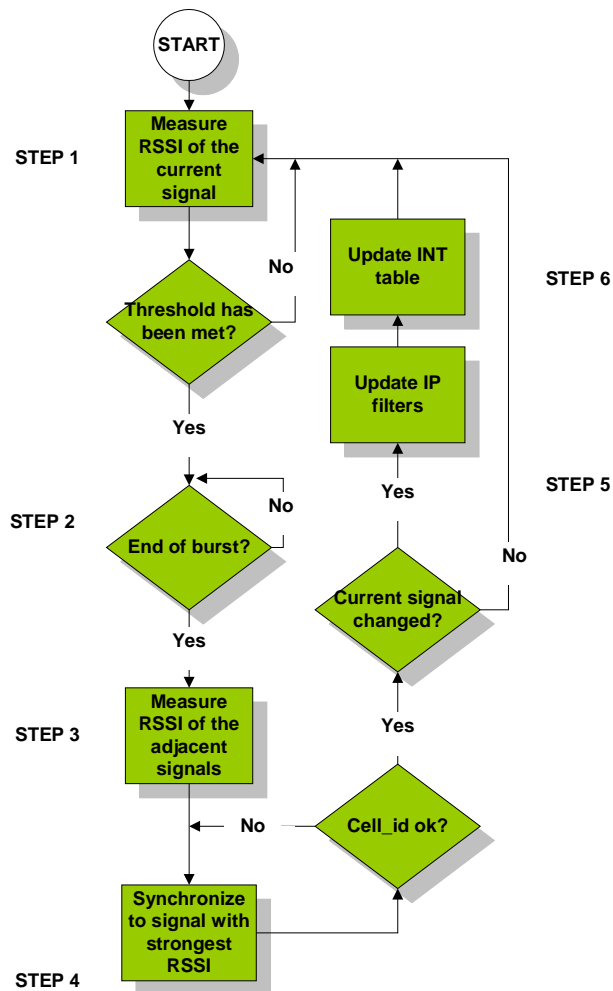 START
STEP 1
Measure
RSSI of the
current
signal
No
Threshold has
been met?
Yes
STEP 2
No
End of burst?
Yes
STEP 3
Measure
RSSI of the
adjacent
signals
STEP 4
Synchronize
to signal with
strongest
RSSI
No
Cell_id ok?
Yes
Current signal
changed?
No
STEP 5
Yes
Update IP
filters
Update INT
table
STEP 6